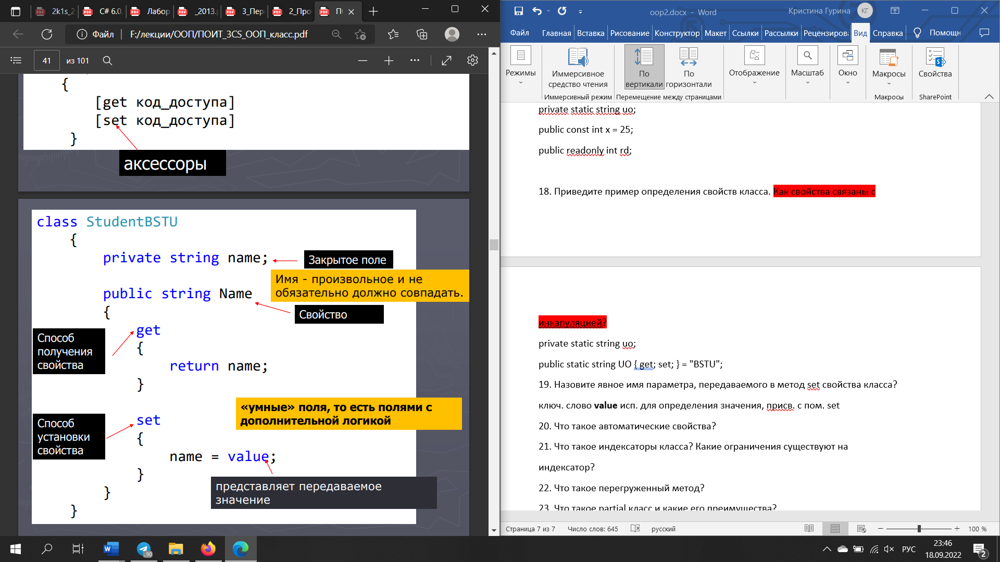 2k1s_2
C# 6.0.
Лабор
_2013.
3_Пер
2_Про
ПО
Файл
F:/лекции/ООП/ПОИТ_3CS_ООП_класс.pdf
41
из 101
{
[get код_доступа]
[set код_доступа]
}
аксессоры
class StudentBSTU
{
private string name;
Закрытое поле
Имя - произвольное и не
обязательно должно совпадать.
public string Name
Свойство
{
get
Способ
получения
свойства
{
return name;
}
«умные» поля, то есть полями с
дополнительной логикой
set
Способ
установки
свойства
{
name = value;
}
представляет передаваемое
значение
}
}
oop2.docx - Word
Кристина Гурина
КГ
Файл
Главная
Вставка
Рисование
Конструктор
Макет
Ссылки
Рассылки
Рецензирова
Вид
Справка
Помощн
Режимы
Иммерсивное
средство чтения
По
вертикали
По
горизонтали
Отображение
Масштаб
Окно
Макросы
Свойства
Иммерсивный режим
Перемещение между страницами
Макросы
SharePoint
private static string uo;
public const int x = 25;
public readonly int rd;
18. Приведите пример определения свойств класса. Как свойства связаны с
инкапуляцией?
private static string uo;
public static string UO { get; set; } = "BSTU";
19. Назовите явное имя параметра, передаваемого в метод set свойства класса?
ключ. слово value исп. для определения значения, присв. с пом. set
20. Что такое автоматические свойства?
21. Что такое индексаторы класса? Какие ограничения существуют на
индексатор?
22. Что такое перегруженный метод?
23. Что такое partial класс и какие его преимущества?
Страница 7 из 7
Число слов: 645
русский
100 %
90
РУС
23:46
18.09.2022
2